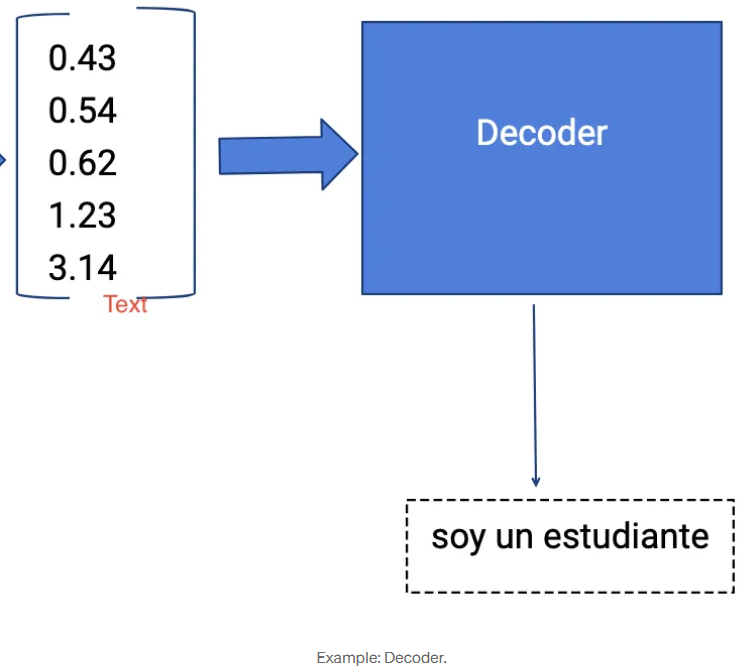 0.43
0.54
0.62
1.23
3.14
Text
Decoder
soy un estudiante
Example: Decoder.